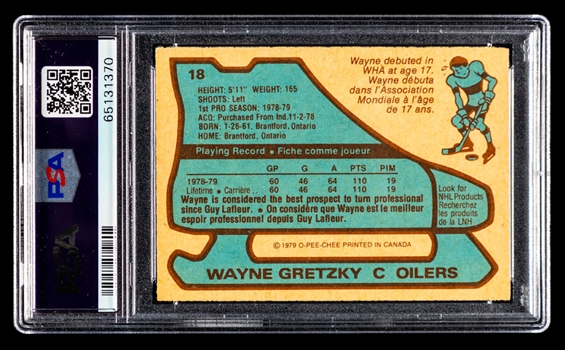 65131370
PSA
PSA
18
HEIGHT: 5'11" WEIGHT: 165
SHOOTS: Left
1st PRO SEASON: 1978-79
ACQ: Purchased From Ind.11-2-78
BORN: 1-26-61, Brantford, Ontario
HOME: Brantford, Ontario
Wayne debuted in
WHA at age 17.
Wayne débuta
dans l'Association
Mondiale à l'âge
de 17 ans.
Playing Record • Fiche comme joueur
GP G A PTS PIM
1978-79 60 46 64 110 19
Lifetime • Carrière 60 46 64 110 19
Wayne is considered the best prospect to turn professional
since Guy Lafleur. • On considére que Wayne est le meilleur
espoir professionnel depuis Guy Lafleur.
Look for
NHL Products
Recherchez
les produits
de la LNH
© 1979 O-PEE-CHEE PRINTED IN CANADA
WAYNE GRETZKY C OILERS